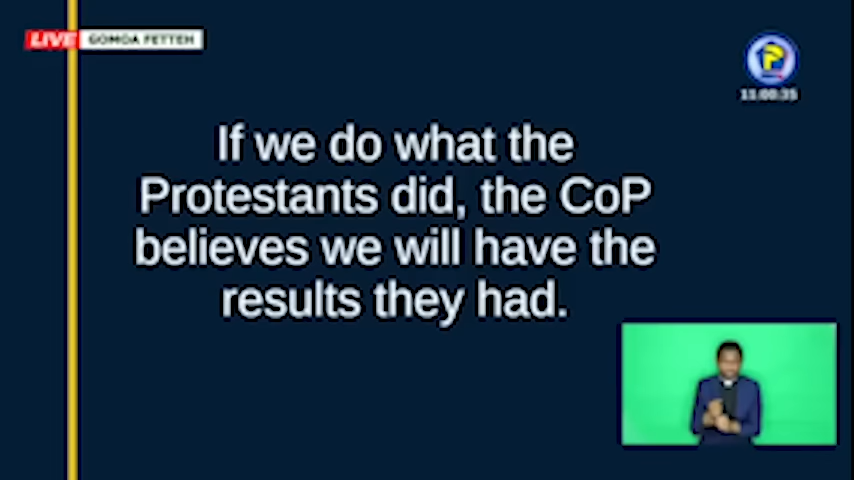 LIVE GOMOA FETTEH
11:00:35
If we do what the
Protestants did, the CoP
believes we will have the
results they had.